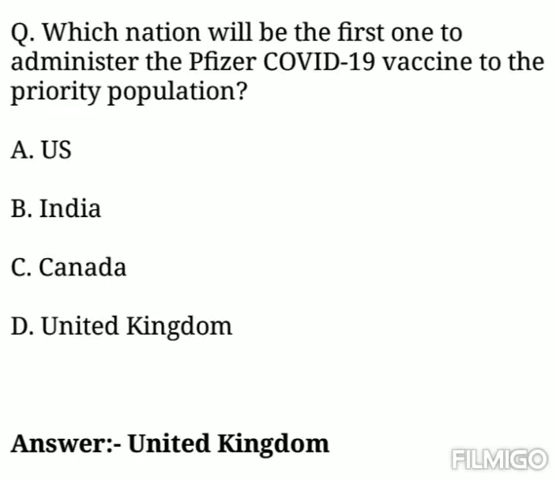 Q. Which nation will be the first one to
administer the Pfizer COVID-19 vaccine to the
priority population?
A. US
B. India
C. Canada
D. United Kingdom
Answer:- United Kingdom
FILMIGO